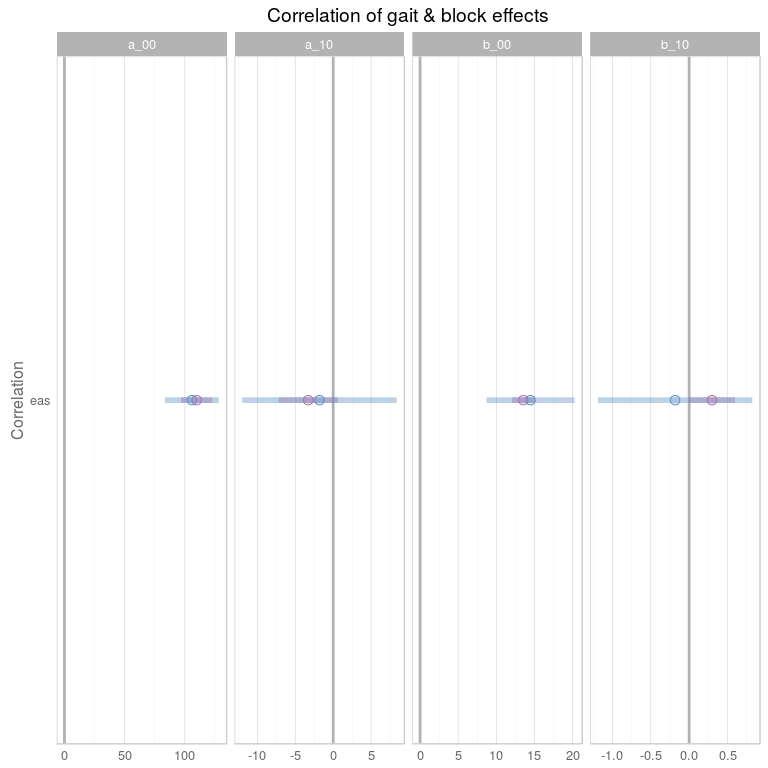 Correlation of gait & block effects
a_00 a_10 b_00 b_10
Correlation
eas
0 50 100 -10 -5 0 5 0 5 10 15 20 -1.0 -0.5 0.0 0.5